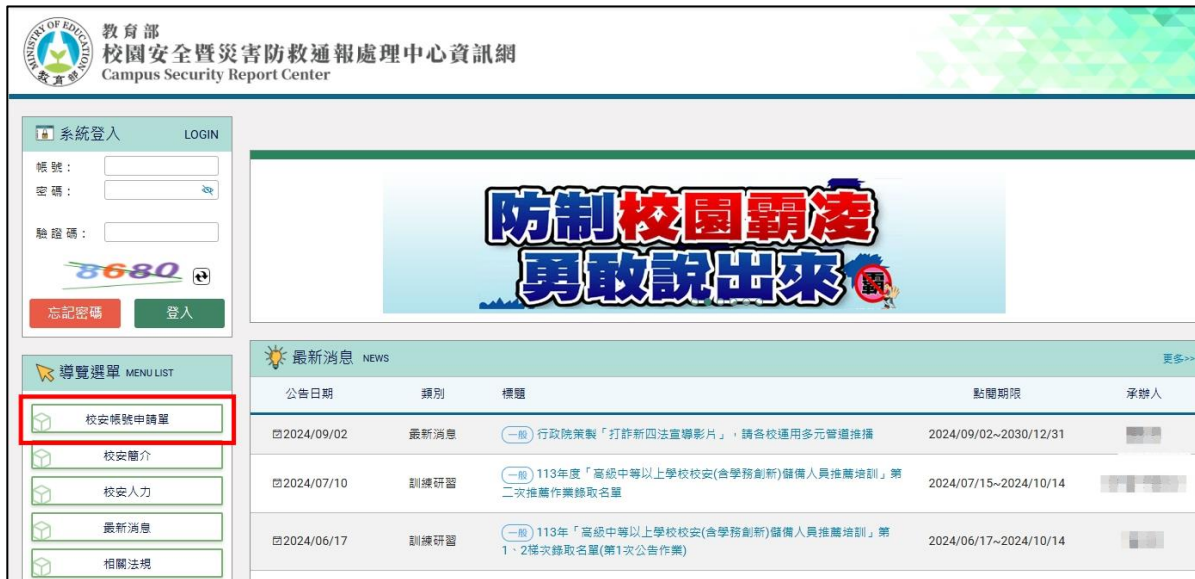 教育部
校園安全暨災害防救通報處理中心資訊網
Campus Security Report Center
MINISTRY OF EDUCATION
教育部
系統登入 LOGIN
帳號：
密碼：
驗證碼：
8680
忘記密碼 登入
防制校園霸凌
勇敢說出來
霸
導覽選單 MENU LIST
校安帳號申請單
校安簡介
校安人力
最新消息
相關法規
最新消息 NEWS 更多>>
公告日期 類別 標題 點閱期限 承辦人
2024/09/02 最新消息 一般 行政院策製「打詐新四法宣導影片」，請各校運用多元管道推播 2024/09/02~2030/12/31
2024/07/10 訓練研習 一般 113年度「高級中等以上學校校安(含學務創新)儲備人員推薦培訓」第
二次推薦作業錄取名單 2024/07/15~2024/10/14
2024/06/17 訓練研習 一般 113年「高級中等以上學校校安(含學務創新)儲備人員推薦培訓」第
1、2梯次錄取名單(第1次公告作業) 2024/06/17~2024/10/14